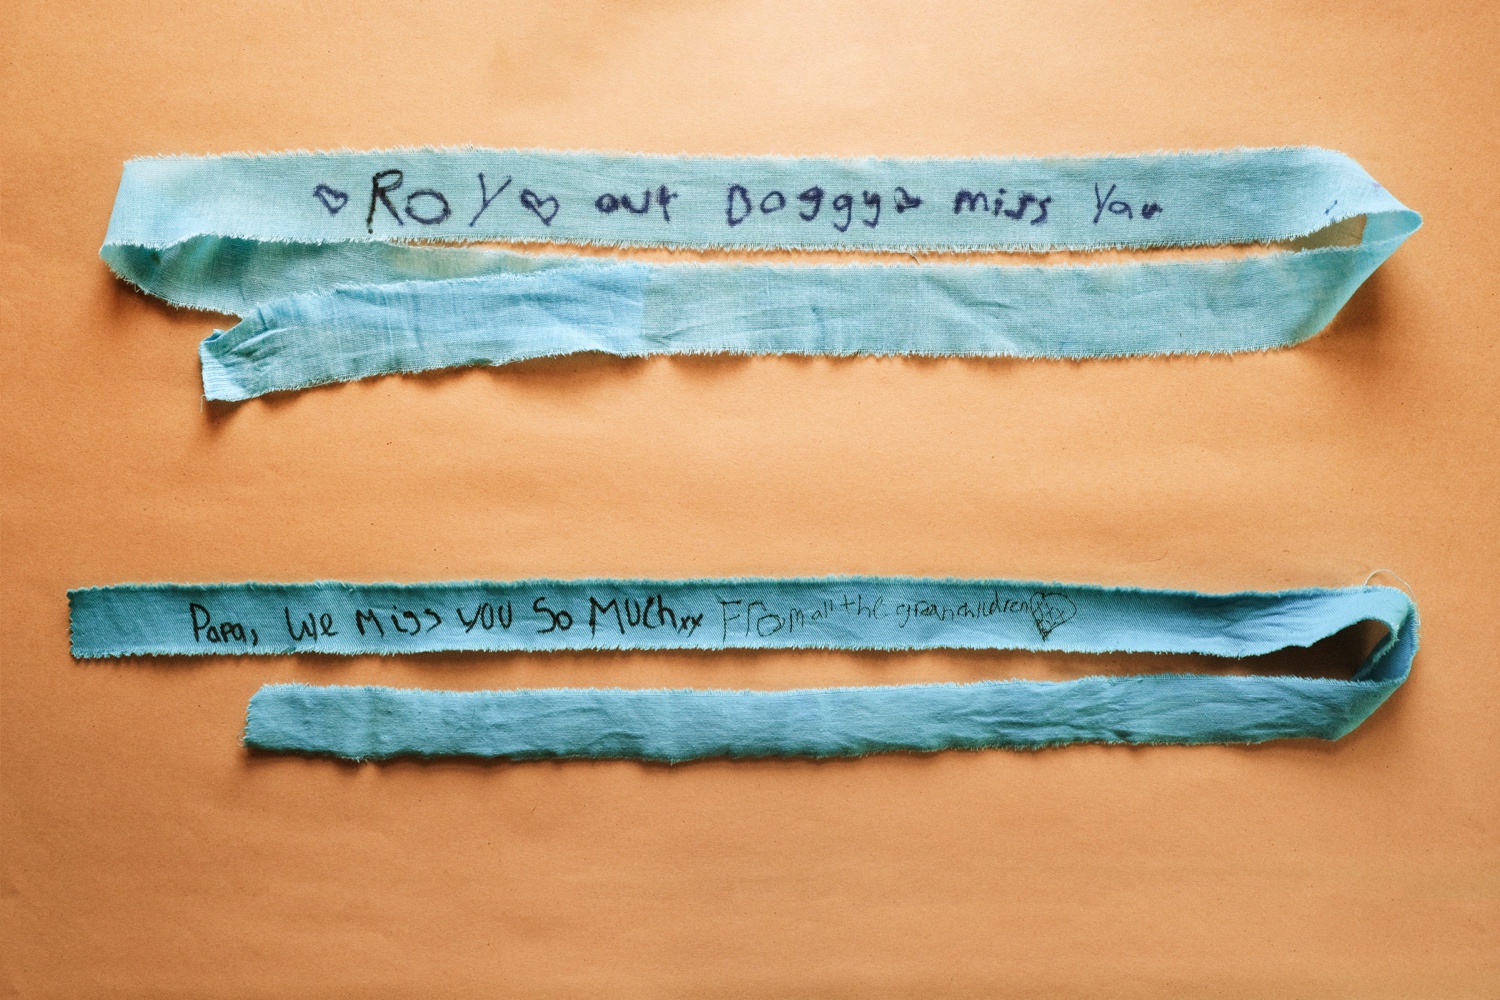 ♡ ROY ♡ out Doggy miss You
Papa, We Miss you So MUch xx From all the grandchildren